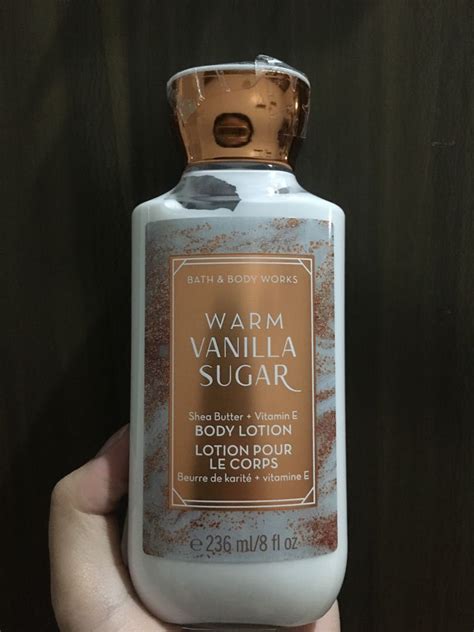 BATH & BODY WORKS
WARM
VANILLA
SUGAR
Shea Butter + Vitamin E
BODY LOTION
LOTION POUR
LE CORPS
Beurre de karité + vitamine E
℮ 236 ml/8 fl oz